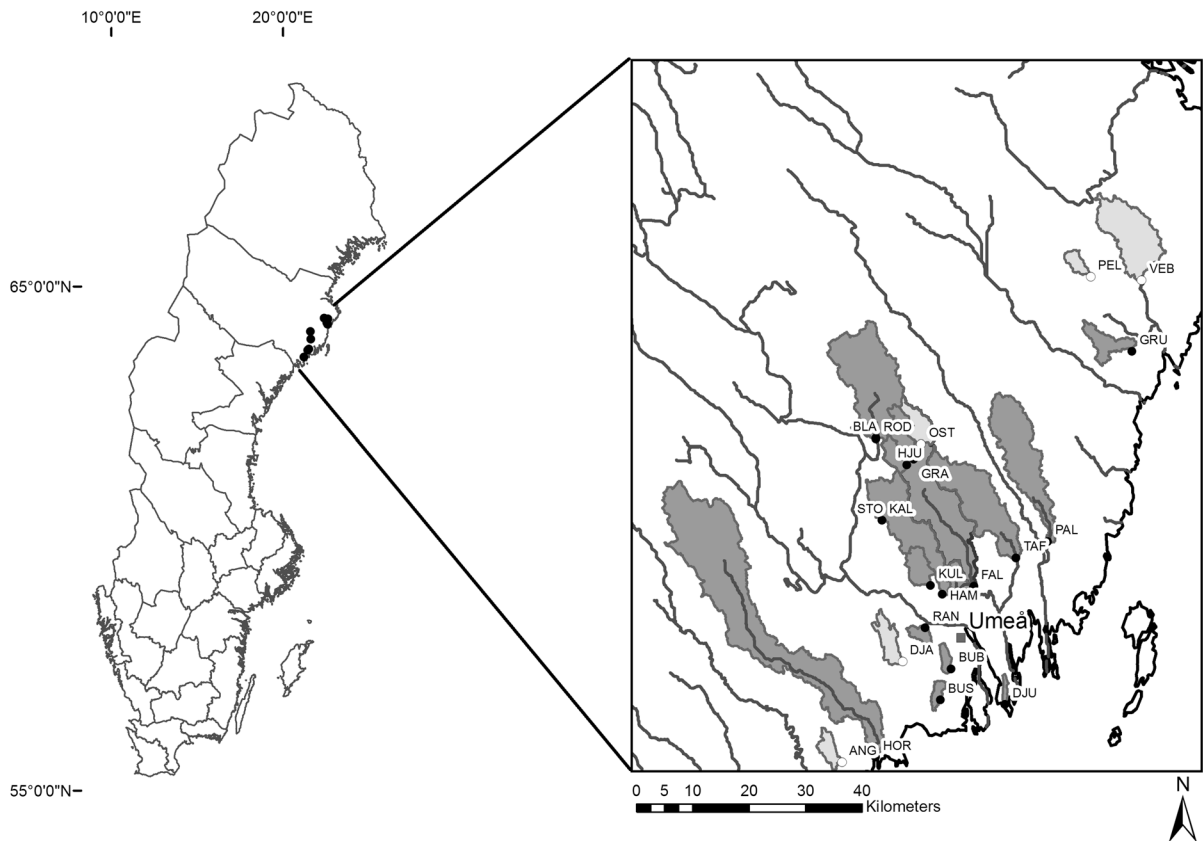 10°0'0"E
20°0'0"E
65°0'0"N
55°0'0"N
PEL
VEB
GRU
BLA
ROD
OST
HJU
GRA
STO
KAL
PAL
TAF
KUL
FAL
HAM
RAN
Umeå
DJA
BUB
BUS
DJU
ANG
HOR
0 5 10 20 30 40
Kilometers
N